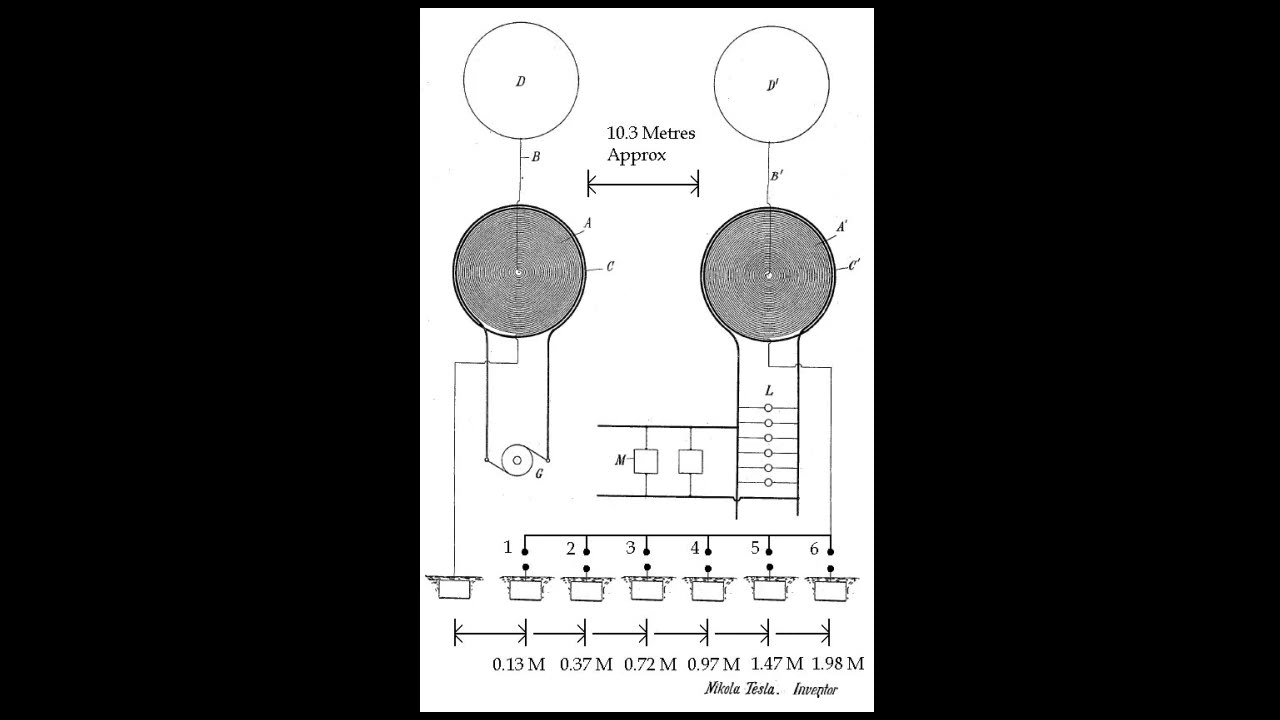 D
D'
10.3 Metres
Approx
B
B'
A
A'
C
C'
L
M
G
1 2 3 4 5 6
0.13 M 0.37 M 0.72 M 0.97 M 1.47 M 1.98 M
Nikola Tesla. Inventor